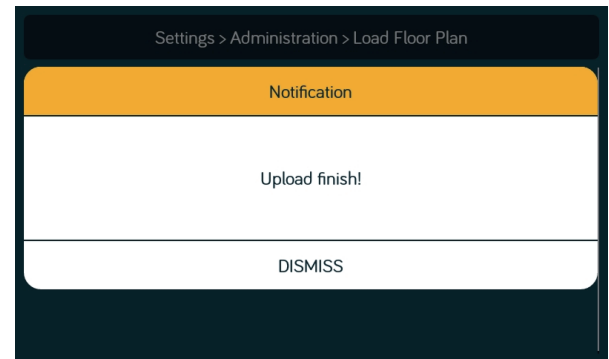 Settings > Administration > Load Floor Plan
Notification
Upload finish!
DISMISS